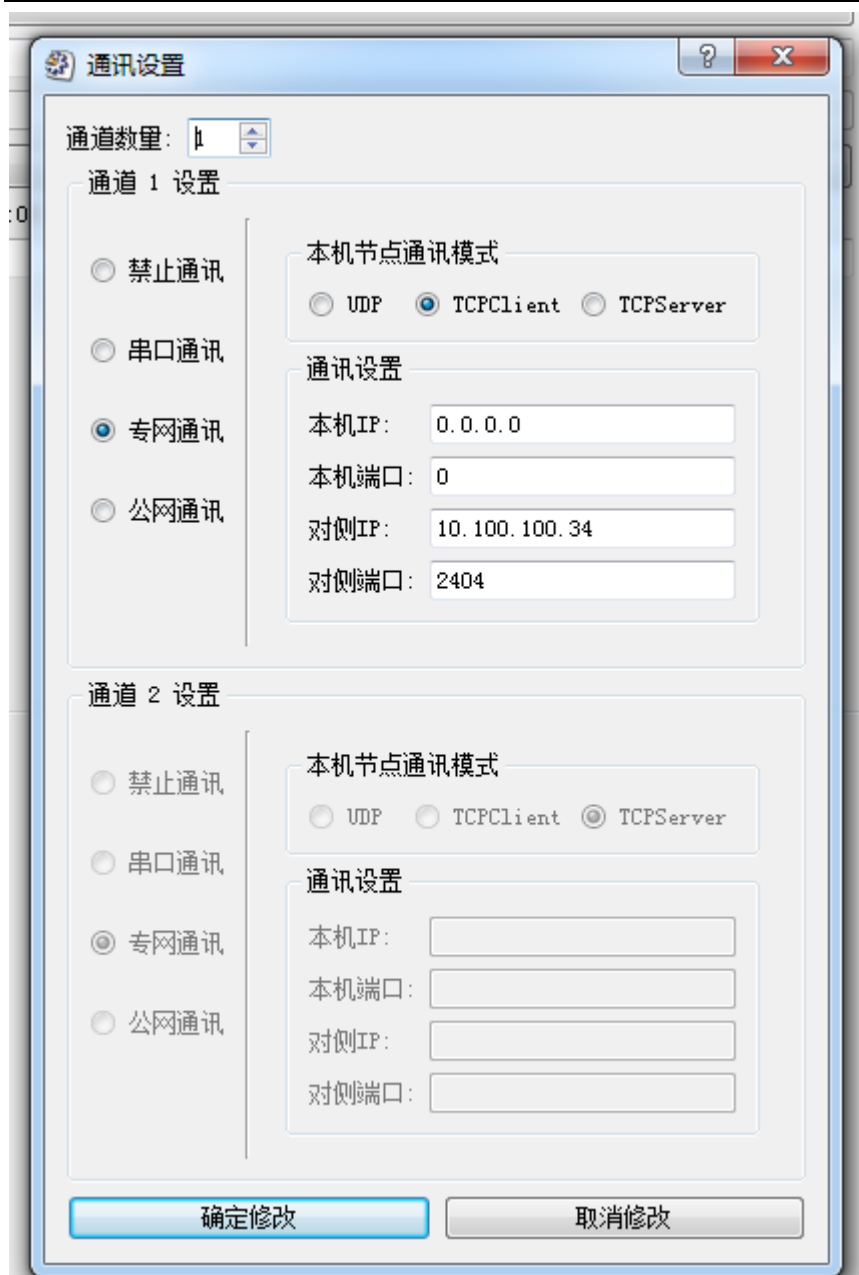 通讯设置
通道数量: 1
通道 1 设置
:0
禁止通讯
串口通讯
专网通讯
公网通讯
本机节点通讯模式
UDP TCPClient TCPServer
通讯设置
本机IP: 0.0.0.0
本机端口: 0
对侧IP: 10.100.100.34
对侧端口: 2404
通道 2 设置
禁止通讯
串口通讯
专网通讯
公网通讯
本机节点通讯模式
UDP TCPClient TCPServer
通讯设置
本机IP:
本机端口:
对侧IP:
对侧端口:
确定修改 取消修改